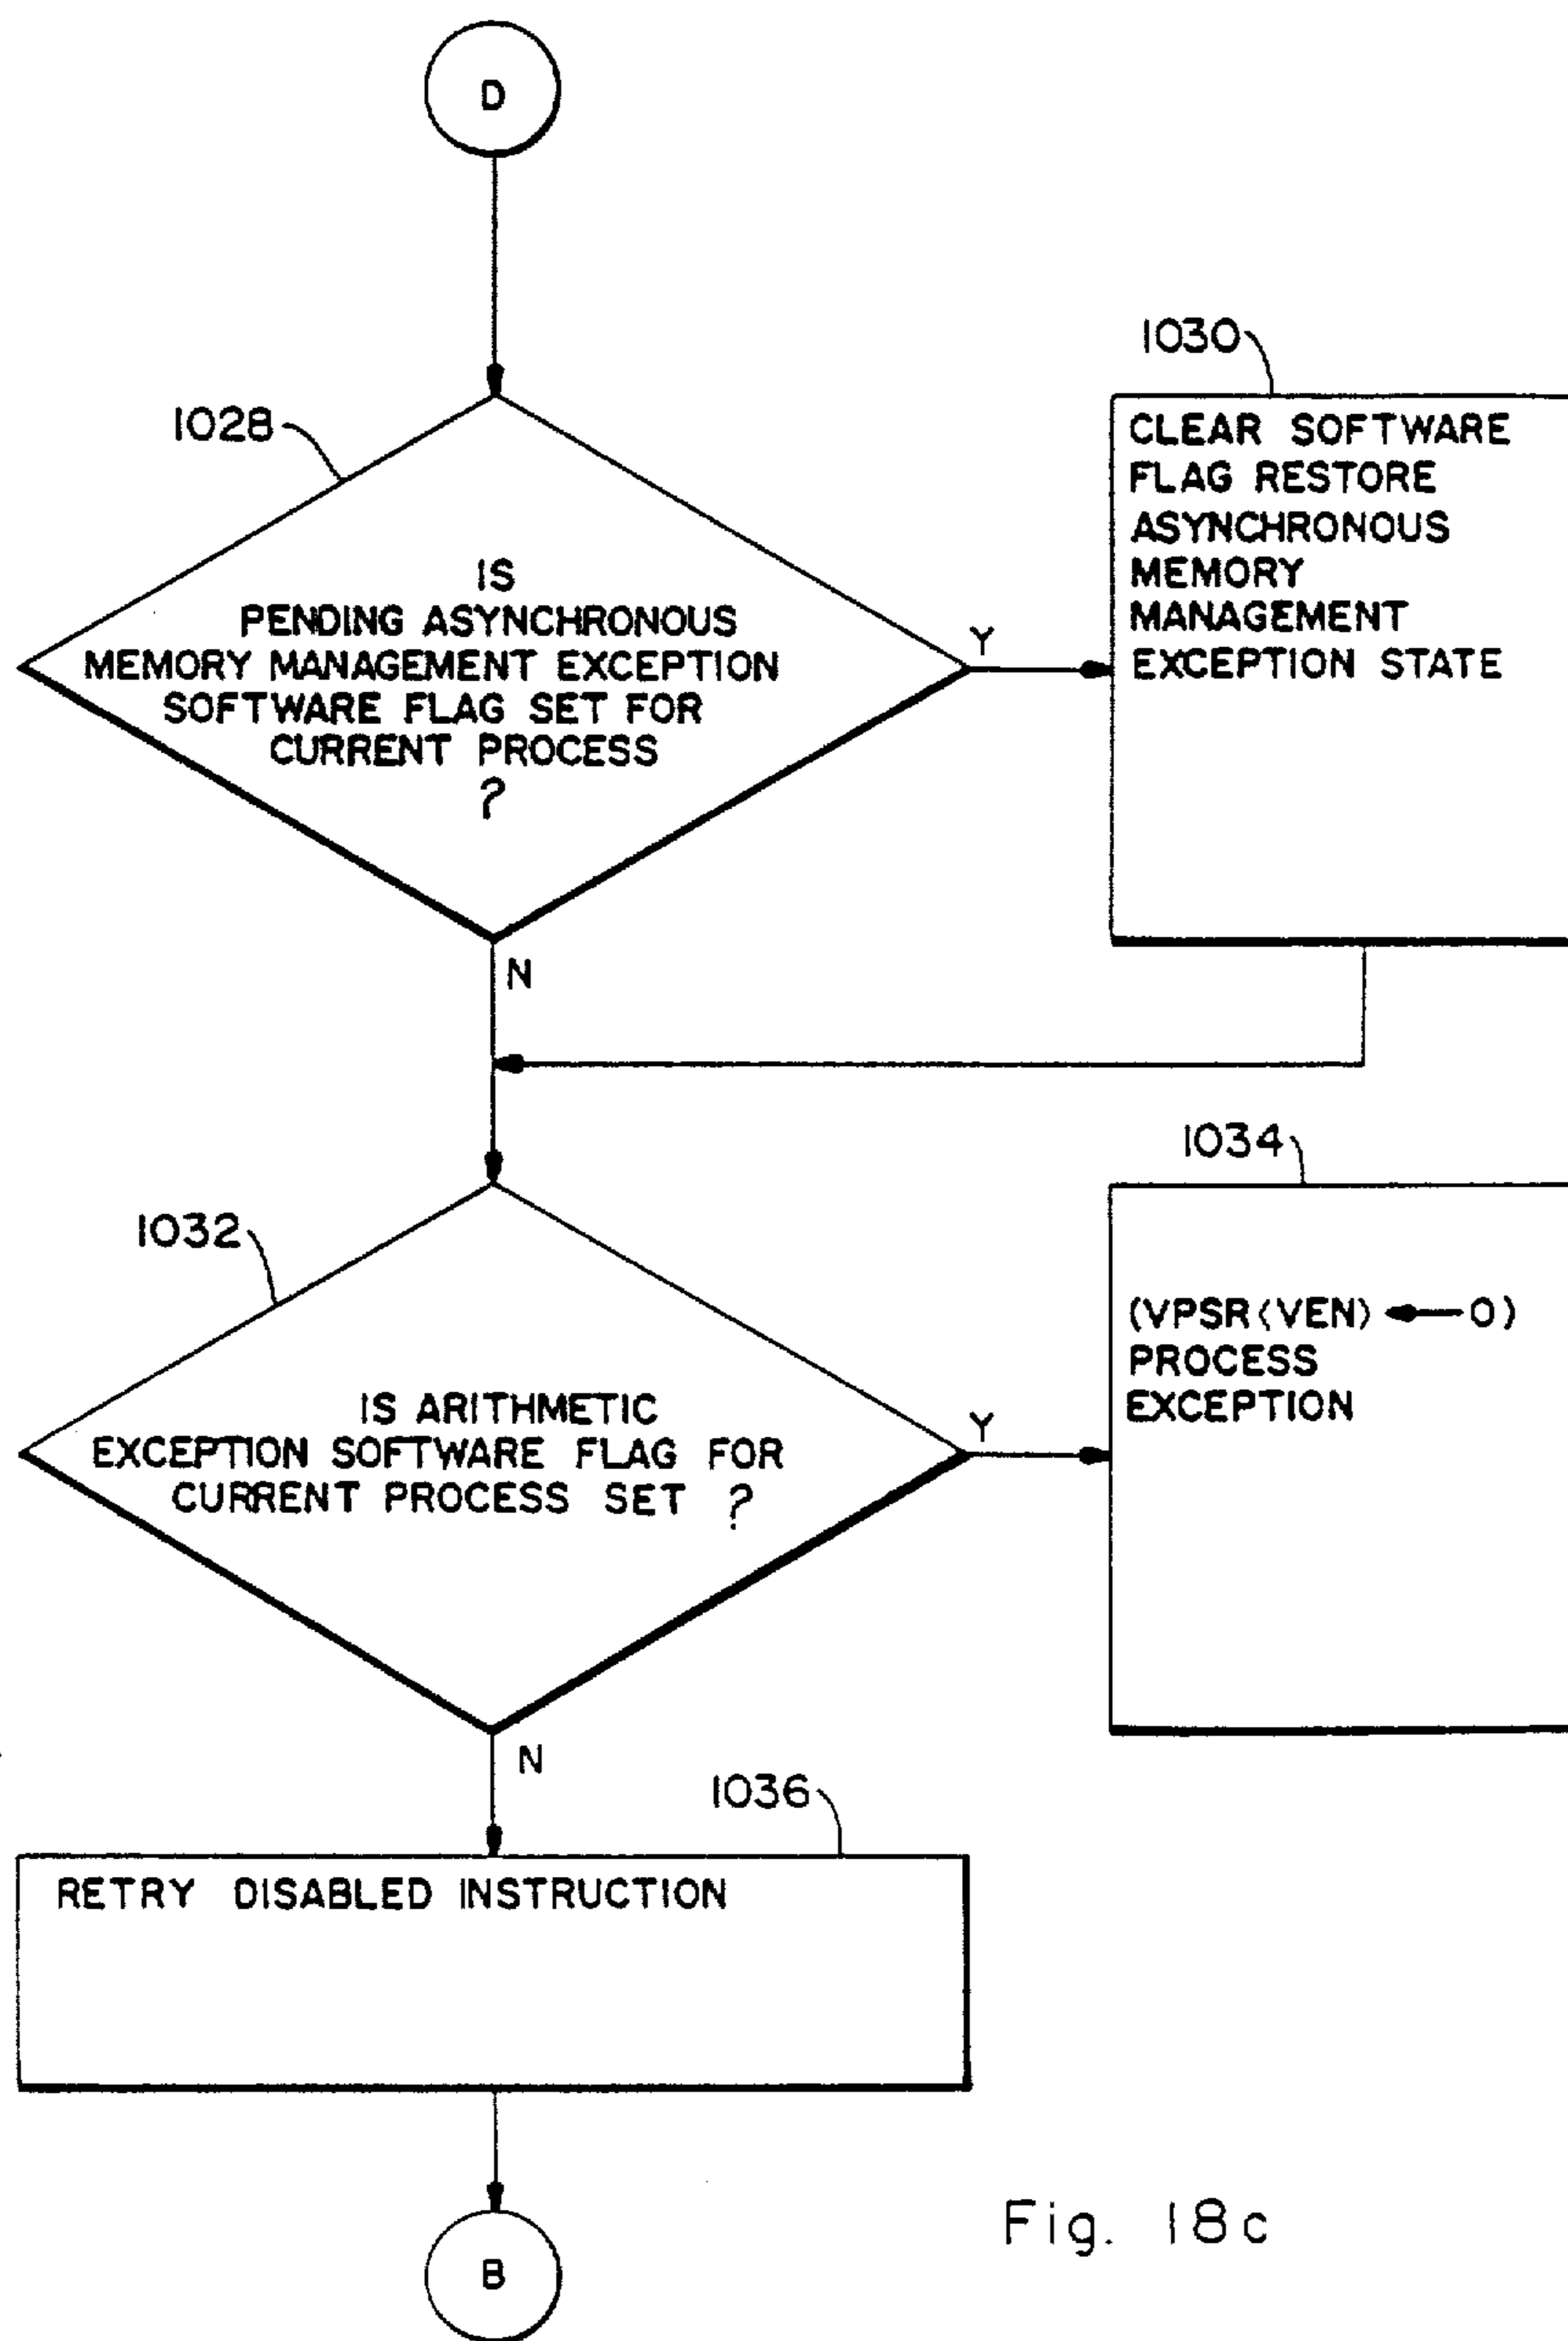 D
1028
IS
PENDING ASYNCHRONOUS
MEMORY MANAGEMENT EXCEPTION
SOFTWARE FLAG SET FOR
CURRENT PROCESS
?
Y
N
1030
CLEAR SOFTWARE
FLAG RESTORE
ASYNCHRONOUS
MEMORY
MANAGEMENT
EXCEPTION STATE
1032
IS ARITHMETIC
EXCEPTION SOFTWARE FLAG FOR
CURRENT PROCESS SET ?
Y
N
1034
(VPSR<VEN> ← 0)
PROCESS
EXCEPTION
1036
RETRY DISABLED INSTRUCTION
B
Fig. 18c